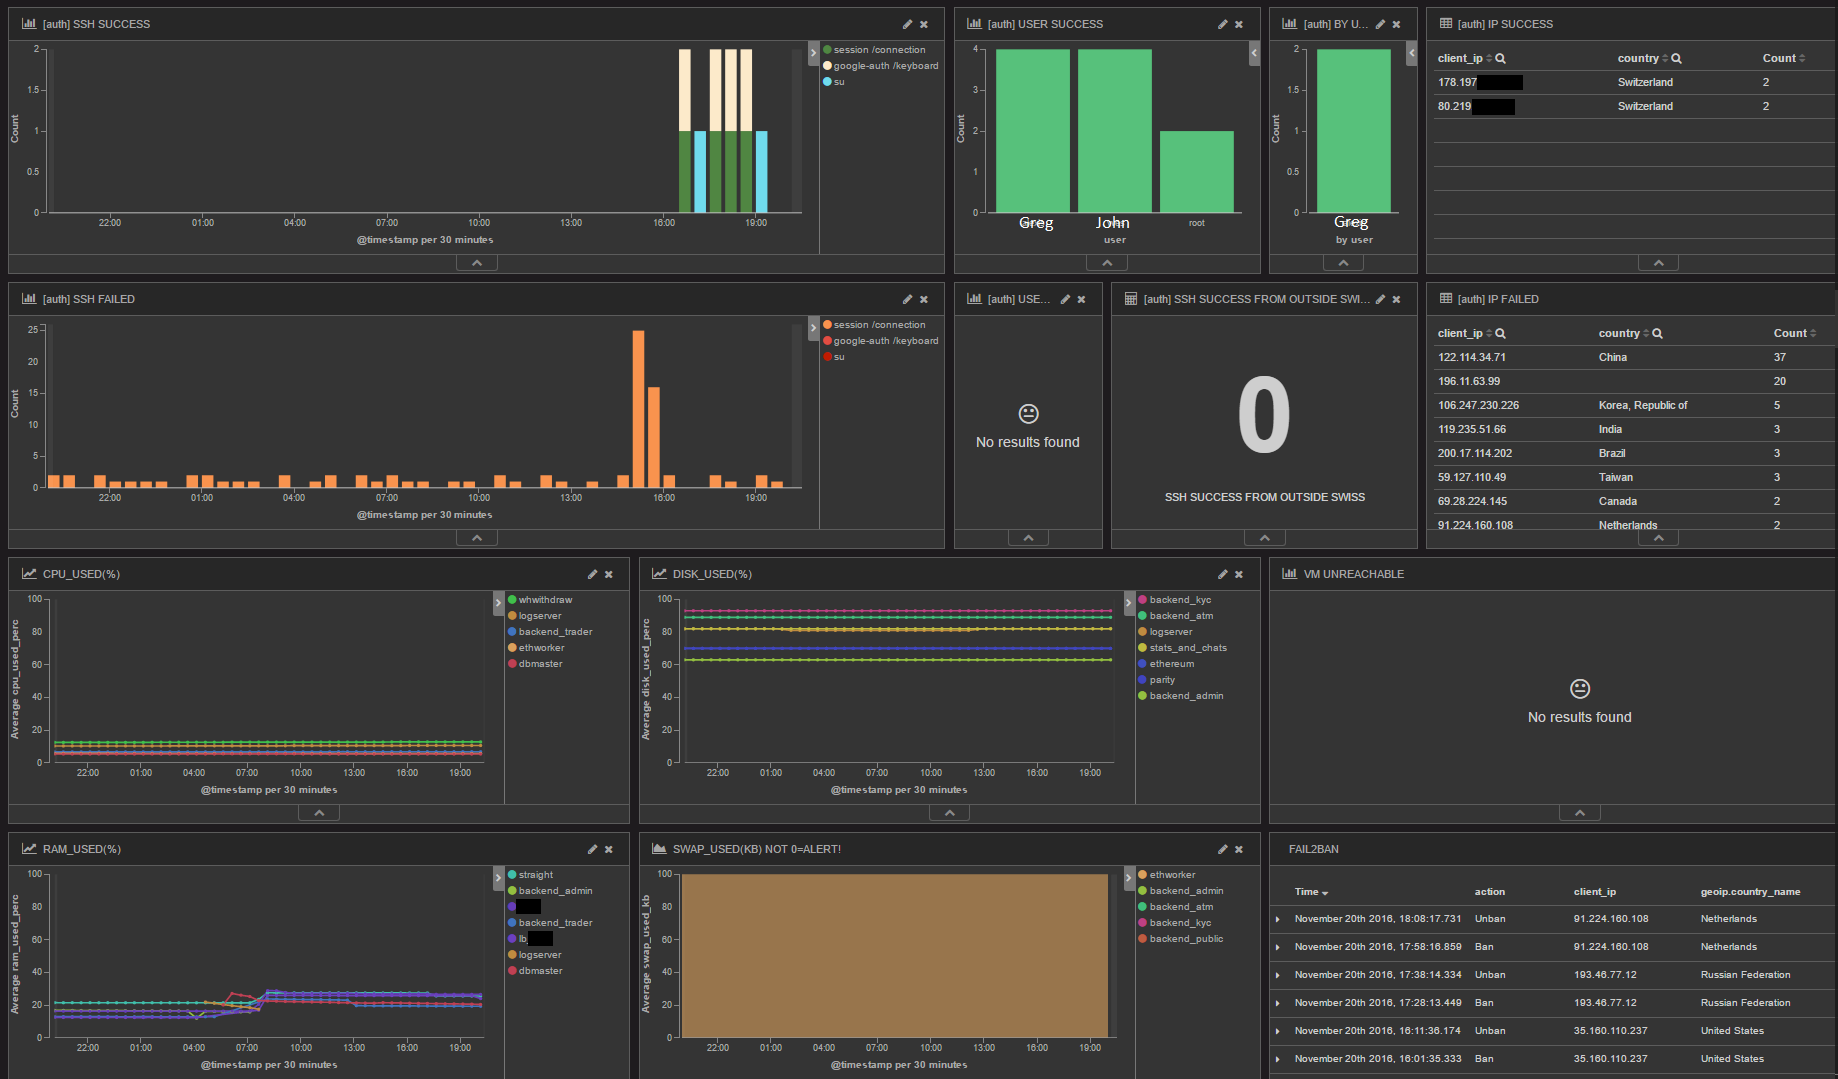 [auth] SSH SUCCESS
2
1.5
1
0.5
0
Count
22:00 01:00 04:00 07:00 10:00 13:00 16:00 19:00
@timestamp per 30 minutes
session /connection
google-auth /keyboard
su
[auth] USER SUCCESS
4
3
2
1
0
Count
Greg John root
user
[auth] BY U...
2
1.5
1
0.5
0
Count
Greg
by user
[auth] IP SUCCESS
client_ip country Count
178.197 Switzerland 2
80.219 Switzerland 2
[auth] SSH FAILED
25
20
15
10
5
0
Count
22:00 01:00 04:00 07:00 10:00 13:00 16:00 19:00
@timestamp per 30 minutes
session /connection
google-auth /keyboard
su
[auth] USE...
No results found
[auth] SSH SUCCESS FROM OUTSIDE SWI...
0
SSH SUCCESS FROM OUTSIDE SWISS
[auth] IP FAILED
client_ip country Count
122.114.34.71 China 37
196.11.63.99 20
106.247.230.226 Korea, Republic of 5
119.235.51.66 India 3
200.17.114.202 Brazil 3
59.127.110.49 Taiwan 3
69.28.224.145 Canada 2
91.224.160.108 Netherlands 2
CPU_USED(%)
100
80
60
40
20
0
Average cpu_used_perc
22:00 01:00 04:00 07:00 10:00 13:00 16:00 19:00
@timestamp per 30 minutes
whwithdraw
logserver
backend_trader
ethworker
dbmaster
DISK_USED(%)
100
80
60
40
20
0
Average disk_used_perc
22:00 01:00 04:00 07:00 10:00 13:00 16:00 19:00
@timestamp per 30 minutes
backend_kyc
backend_atm
logserver
stats_and_chats
ethereum
parity
backend_admin
VM UNREACHABLE
No results found
RAM_USED(%)
100
80
60
40
20
0
Average ram_used_perc
22:00 01:00 04:00 07:00 10:00 13:00 16:00 19:00
@timestamp per 30 minutes
straight
backend_admin
backend_trader
lb
logserver
dbmaster
SWAP_USED(KB) NOT 0=ALERT!
100
80
60
40
20
0
Average swap_used_kb
22:00 01:00 04:00 07:00 10:00 13:00 16:00 19:00
@timestamp per 30 minutes
ethworker
backend_admin
backend_atm
backend_kyc
backend_public
FAIL2BAN
Time action client_ip geoip.country_name
November 20th 2016, 18:08:17.731 Unban 91.224.160.108 Netherlands
November 20th 2016, 17:58:16.859 Ban 91.224.160.108 Netherlands
November 20th 2016, 17:38:14.334 Unban 193.46.77.12 Russian Federation
November 20th 2016, 17:28:13.449 Ban 193.46.77.12 Russian Federation
November 20th 2016, 16:11:36.174 Unban 35.160.110.237 United States
November 20th 2016, 16:01:35.333 Ban 35.160.110.237 United States